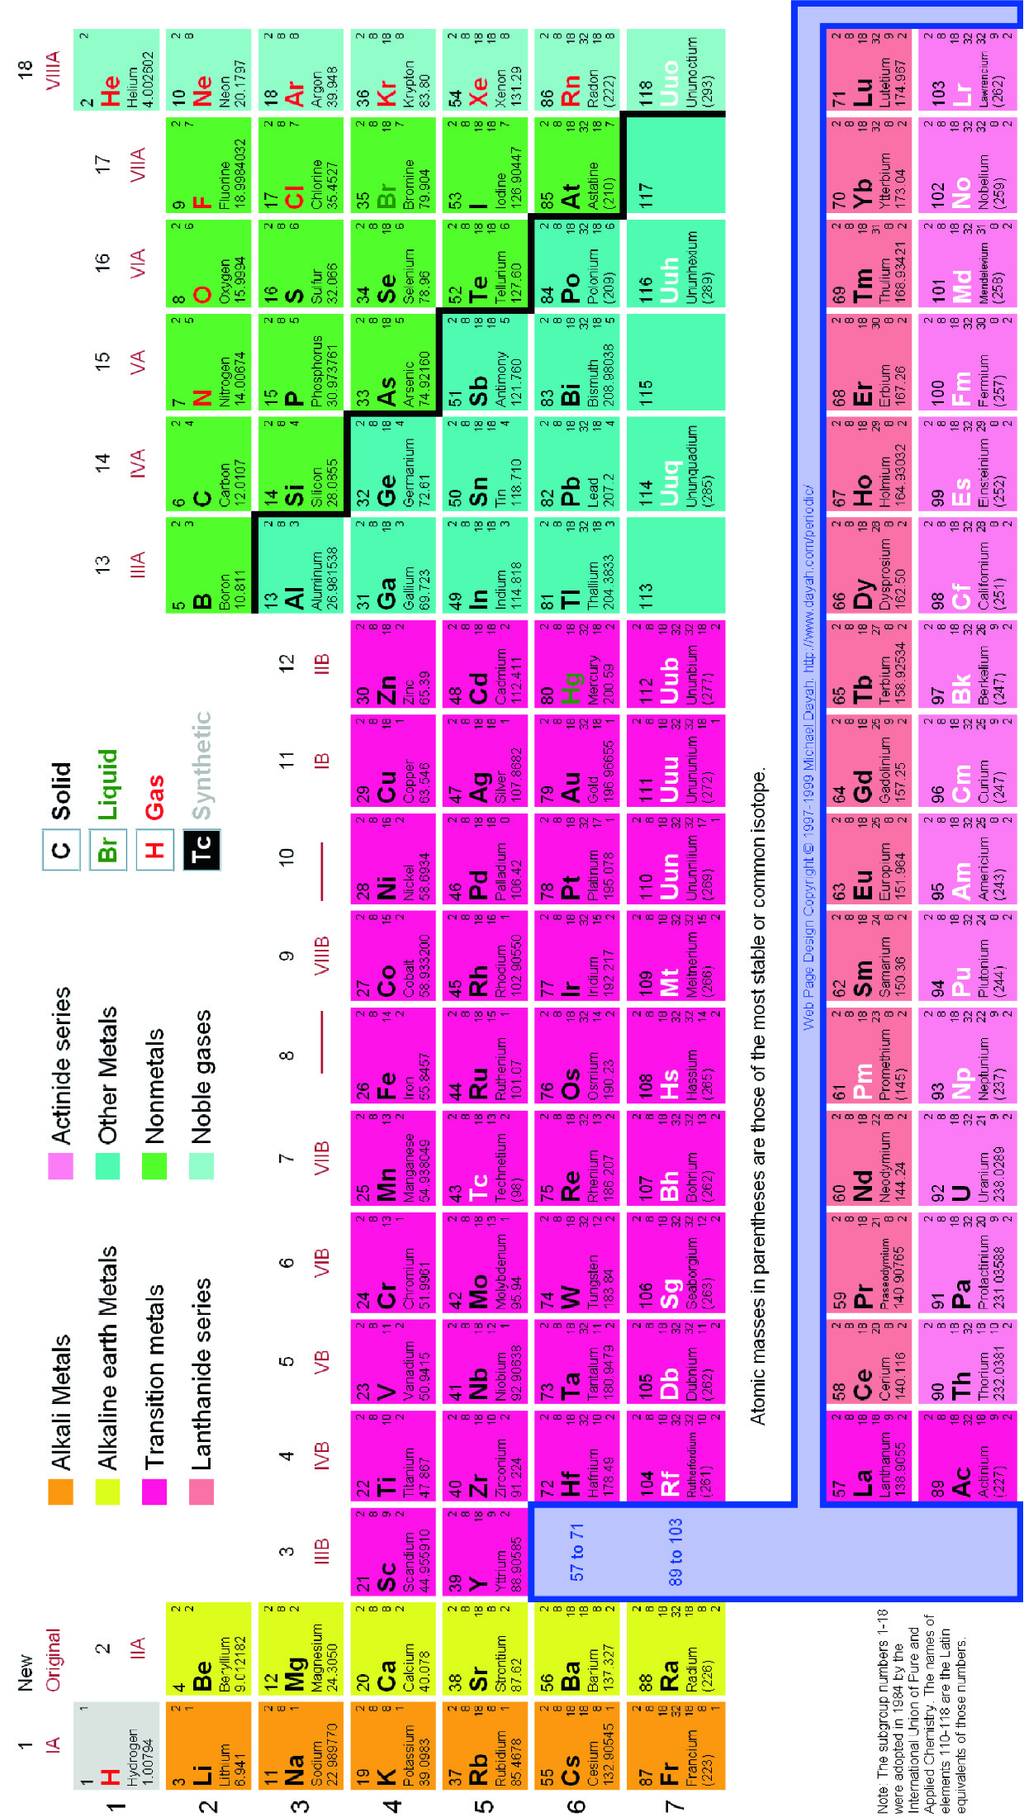 New
Original
1 18
IA VIIIA
Alkali Metals Actinide series C Solid
Alkaline earth Metals Other Metals Br Liquid
Transition metals Nonmetals H Gas
Lanthanide series Noble gases Tc Synthetic
2 13 14 15 16 17
IIA IIIA IVA VA VIA VIIA
3 4 5 6 7 8 9 10 11 12
IIIB IVB VB VIB VIIB VIIIB IB IIB
1
1 2
H He
Hydrogen Helium
1.00794 4.002602
2
3 4 5 6 7 8 9 10
Li Be B C N O F Ne
Lithium Beryllium Boron Carbon Nitrogen Oxygen Fluorine Neon
6.941 9.012182 10.811 12.0107 14.00674 15.9994 18.9984032 20.1797
3
11 12 13 14 15 16 17 18
Na Mg Al Si P S Cl Ar
Sodium Magnesium Aluminum Silicon Phosphorus Sulfur Chlorine Argon
22.989770 24.3050 26.981538 28.0855 30.973761 32.066 35.4527 39.948
4
19 20 21 22 23 24 25 26 27 28 29 30 31 32 33 34 35 36
K Ca Sc Ti V Cr Mn Fe Co Ni Cu Zn Ga Ge As Se Br Kr
Potassium Calcium Scandium Titanium Vanadium Chromium Manganese Iron Cobalt Nickel Copper Zinc Gallium Germanium Arsenic Selenium Bromine Krypton
39.0983 40.078 44.955910 47.867 50.9415 51.9961 54.938049 55.8457 58.933200 58.6934 63.546 65.39 69.723 72.61 74.92160 78.96 79.904 83.80
5
37 38 39 40 41 42 43 44 45 46 47 48 49 50 51 52 53 54
Rb Sr Y Zr Nb Mo Tc Ru Rh Pd Ag Cd In Sn Sb Te I Xe
Rubidium Strontium Yttrium Zirconium Niobium Molybdenum Technetium Ruthenium Rhodium Palladium Silver Cadmium Indium Tin Antimony Tellurium Iodine Xenon
85.4678 87.62 88.90585 91.224 92.90638 95.94 (98) 101.07 102.90550 106.42 107.8682 112.411 114.818 118.710 121.760 127.60 126.90447 131.29
6
55 56 57 to 71 72 73 74 75 76 77 78 79 80 81 82 83 84 85 86
Cs Ba Hf Ta W Re Os Ir Pt Au Hg Tl Pb Bi Po At Rn
Cesium Barium Hafnium Tantalum Tungsten Rhenium Osmium Iridium Platinum Gold Mercury Thallium Lead Bismuth Polonium Astatine Radon
132.90545 137.327 178.49 180.9479 183.84 186.207 190.23 192.217 195.078 196.96655 200.59 204.3833 207.2 208.98038 (209) (210) (222)
7
87 88 89 to 103 104 105 106 107 108 109 110 111 112 113 114 115 116 117 118
Fr Ra Rf Db Sg Bh Hs Mt Uun Uuu Uub Uuq Uuh Uuo
Francium Radium Rutherfordium Dubnium Seaborgium Bohrium Hassium Meitnerium Ununnilium Unununium Ununbium Ununquadium Ununhexium Ununoctium
(223) (226) (261) (262) (263) (262) (265) (266) (269) (272) (277) (285) (289) (293)
Atomic masses in parentheses are those of the most stable or common isotope.
Web Page Design Copyright © 1997-1999 Michael Dayah. http://www.dayah.com/periodic/
57 58 59 60 61 62 63 64 65 66 67 68 69 70 71
La Ce Pr Nd Pm Sm Eu Gd Tb Dy Ho Er Tm Yb Lu
Lanthanum Cerium Praseodymium Neodymium Promethium Samarium Europium Gadolinium Terbium Dysprosium Holmium Erbium Thulium Ytterbium Lutetium
138.9055 140.116 140.90765 144.24 (145) 150.36 151.964 157.25 158.92534 162.50 164.93032 167.26 168.93421 173.04 174.967
89 90 91 92 93 94 95 96 97 98 99 100 101 102 103
Ac Th Pa U Np Pu Am Cm Bk Cf Es Fm Md No Lr
Actinium Thorium Protactinium Uranium Neptunium Plutonium Americium Curium Berkelium Californium Einsteinium Fermium Mendelevium Nobelium Lawrencium
(227) 232.0381 231.03588 238.0289 (237) (244) (243) (247) (247) (251) (252) (257) (258) (259) (262)
Note: The subgroup numbers 1-18
were adopted in 1984 by the
International Union of Pure and
Applied Chemistry. The names of
elements 110-118 are the Latin
equivalents of those numbers.